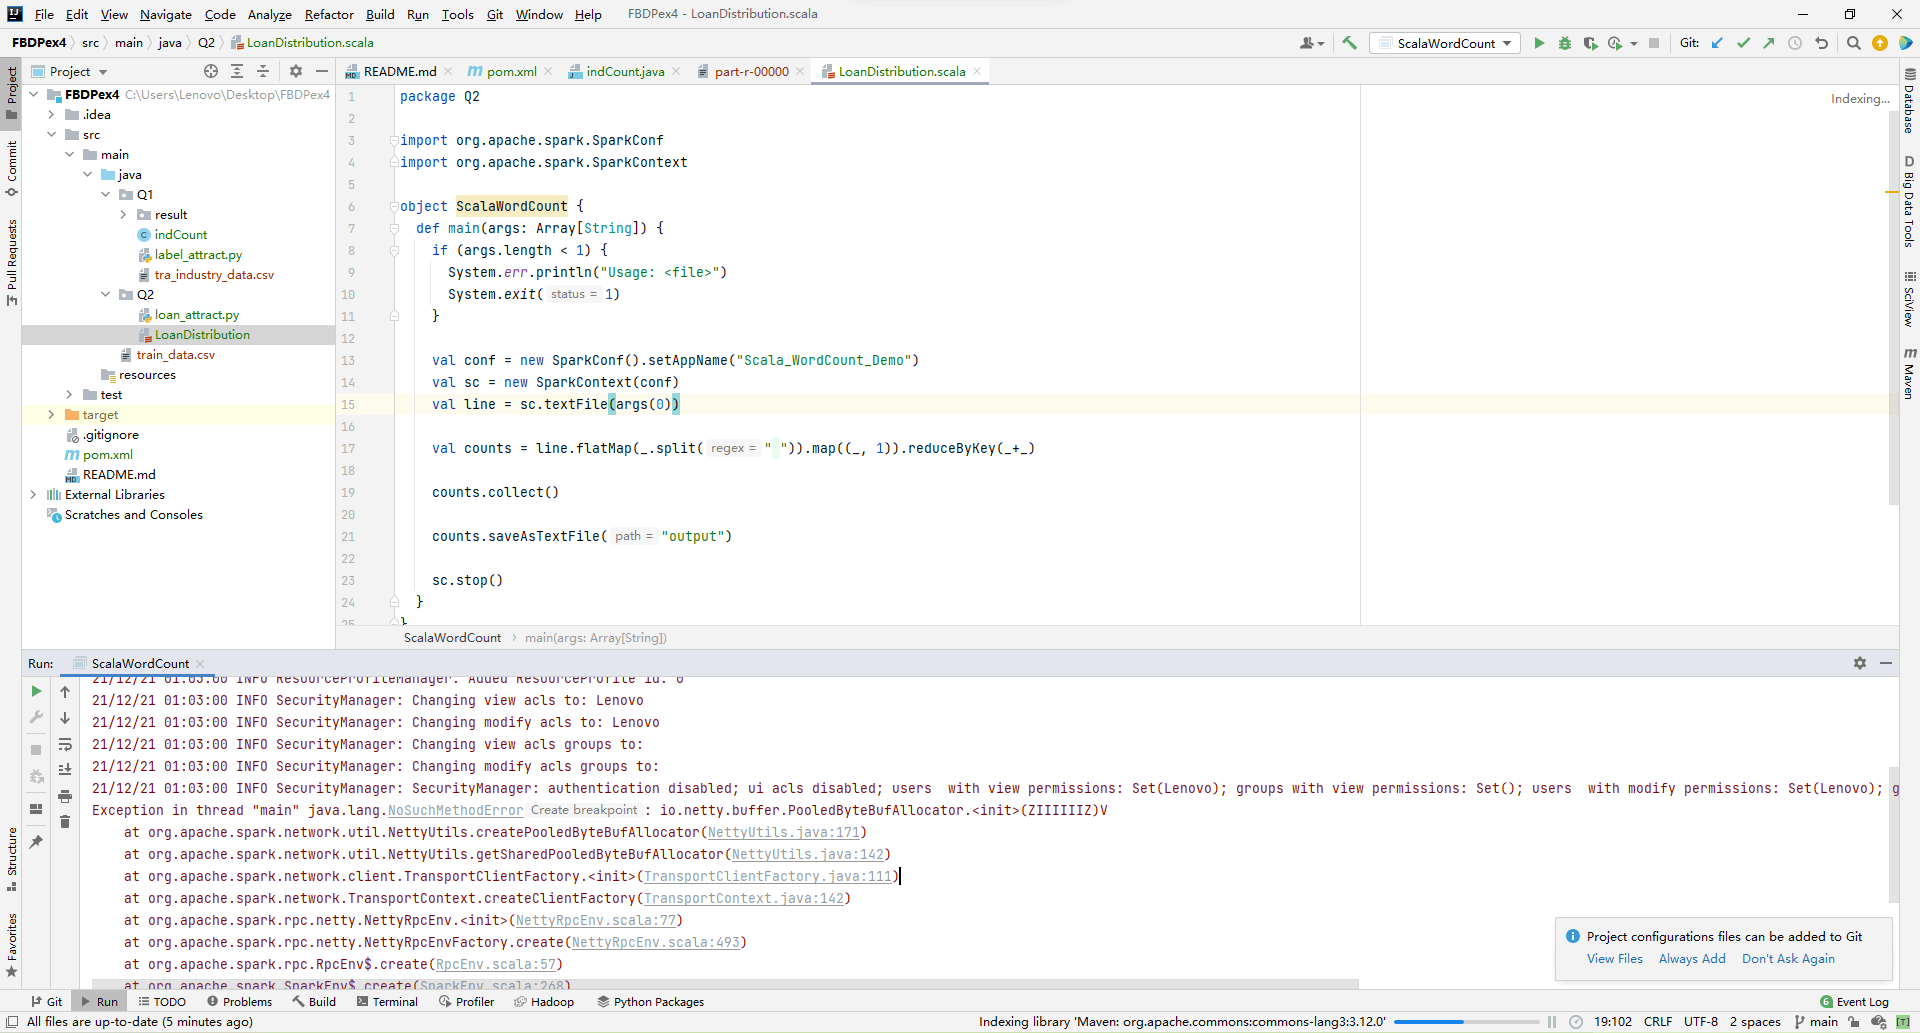 File Edit View Navigate Code Analyze Refactor Build Run Tools Git Window Help FBDPex4 - LoanDistribution.scala
FBDPex4 src main java Q2 LoanDistribution.scala ScalaWordCount Git:
Project README.md pom.xml indCount.java part-r-00000 LoanDistribution.scala
Project
Commit
Pull Requests
Structure
Favorites
FBDPex4 C:\Users\Lenovo\Desktop\FBDPex4
.idea
src
main
java
Q1
result
indCount
label_attract.py
tra_industry_data.csv
Q2
loan_attract.py
LoanDistribution
train_data.csv
resources
test
target
.gitignore
pom.xml
README.md
External Libraries
Scratches and Consoles
Indexing...
1 package Q2
2
3 import org.apache.spark.SparkConf
4 import org.apache.spark.SparkContext
5
6 object ScalaWordCount {
7 def main(args: Array[String]) {
8 if (args.length < 1) {
9 System.err.println("Usage: <file>")
10 System.exit( status = 1)
11 }
12
13 val conf = new SparkConf().setAppName("Scala_WordCount_Demo")
14 val sc = new SparkContext(conf)
15 val line = sc.textFile(args(0))
16
17 val counts = line.flatMap(_.split( regex = " ")).map((_, 1)).reduceByKey(_+_)
18
19 counts.collect()
20
21 counts.saveAsTextFile( path = "output")
22
23 sc.stop()
24 }
25 }
ScalaWordCount main(args: Array[String])
Database
Big Data Tools
SciView
Maven
Run: ScalaWordCount
21/12/21 01:03:00 INFO ResourceProfileManager: Added ResourceProfile id: 0
21/12/21 01:03:00 INFO SecurityManager: Changing view acls to: Lenovo
21/12/21 01:03:00 INFO SecurityManager: Changing modify acls to: Lenovo
21/12/21 01:03:00 INFO SecurityManager: Changing view acls groups to:
21/12/21 01:03:00 INFO SecurityManager: Changing modify acls groups to:
21/12/21 01:03:00 INFO SecurityManager: SecurityManager: authentication disabled; ui acls disabled; users  with view permissions: Set(Lenovo); groups with view permissions: Set(); users  with modify permissions: Set(Lenovo); g
Exception in thread "main" java.lang.NoSuchMethodError Create breakpoint : io.netty.buffer.PooledByteBufAllocator.<init>(ZIIIIIIZ)V
at org.apache.spark.network.util.NettyUtils.createPooledByteBufAllocator(NettyUtils.java:171)
at org.apache.spark.network.util.NettyUtils.getSharedPooledByteBufAllocator(NettyUtils.java:142)
at org.apache.spark.network.client.TransportClientFactory.<init>(TransportClientFactory.java:111)
at org.apache.spark.network.TransportContext.createClientFactory(TransportContext.java:142)
at org.apache.spark.rpc.netty.NettyRpcEnv.<init>(NettyRpcEnv.scala:77)
at org.apache.spark.rpc.netty.NettyRpcEnvFactory.create(NettyRpcEnv.scala:493)
at org.apache.spark.rpc.RpcEnv$.create(RpcEnv.scala:57)
at org.apache.spark.SparkEnv$.create(SparkEnv.scala:268)
Project configurations files can be added to Git
View Files Always Add Don't Ask Again
Git Run TODO Problems Build Terminal Profiler Hadoop Python Packages 6 Event Log
All files are up-to-date (5 minutes ago) Indexing library 'Maven: org.apache.commons:commons-lang3:3.12.0' 19:102 CRLF UTF-8 2 spaces main